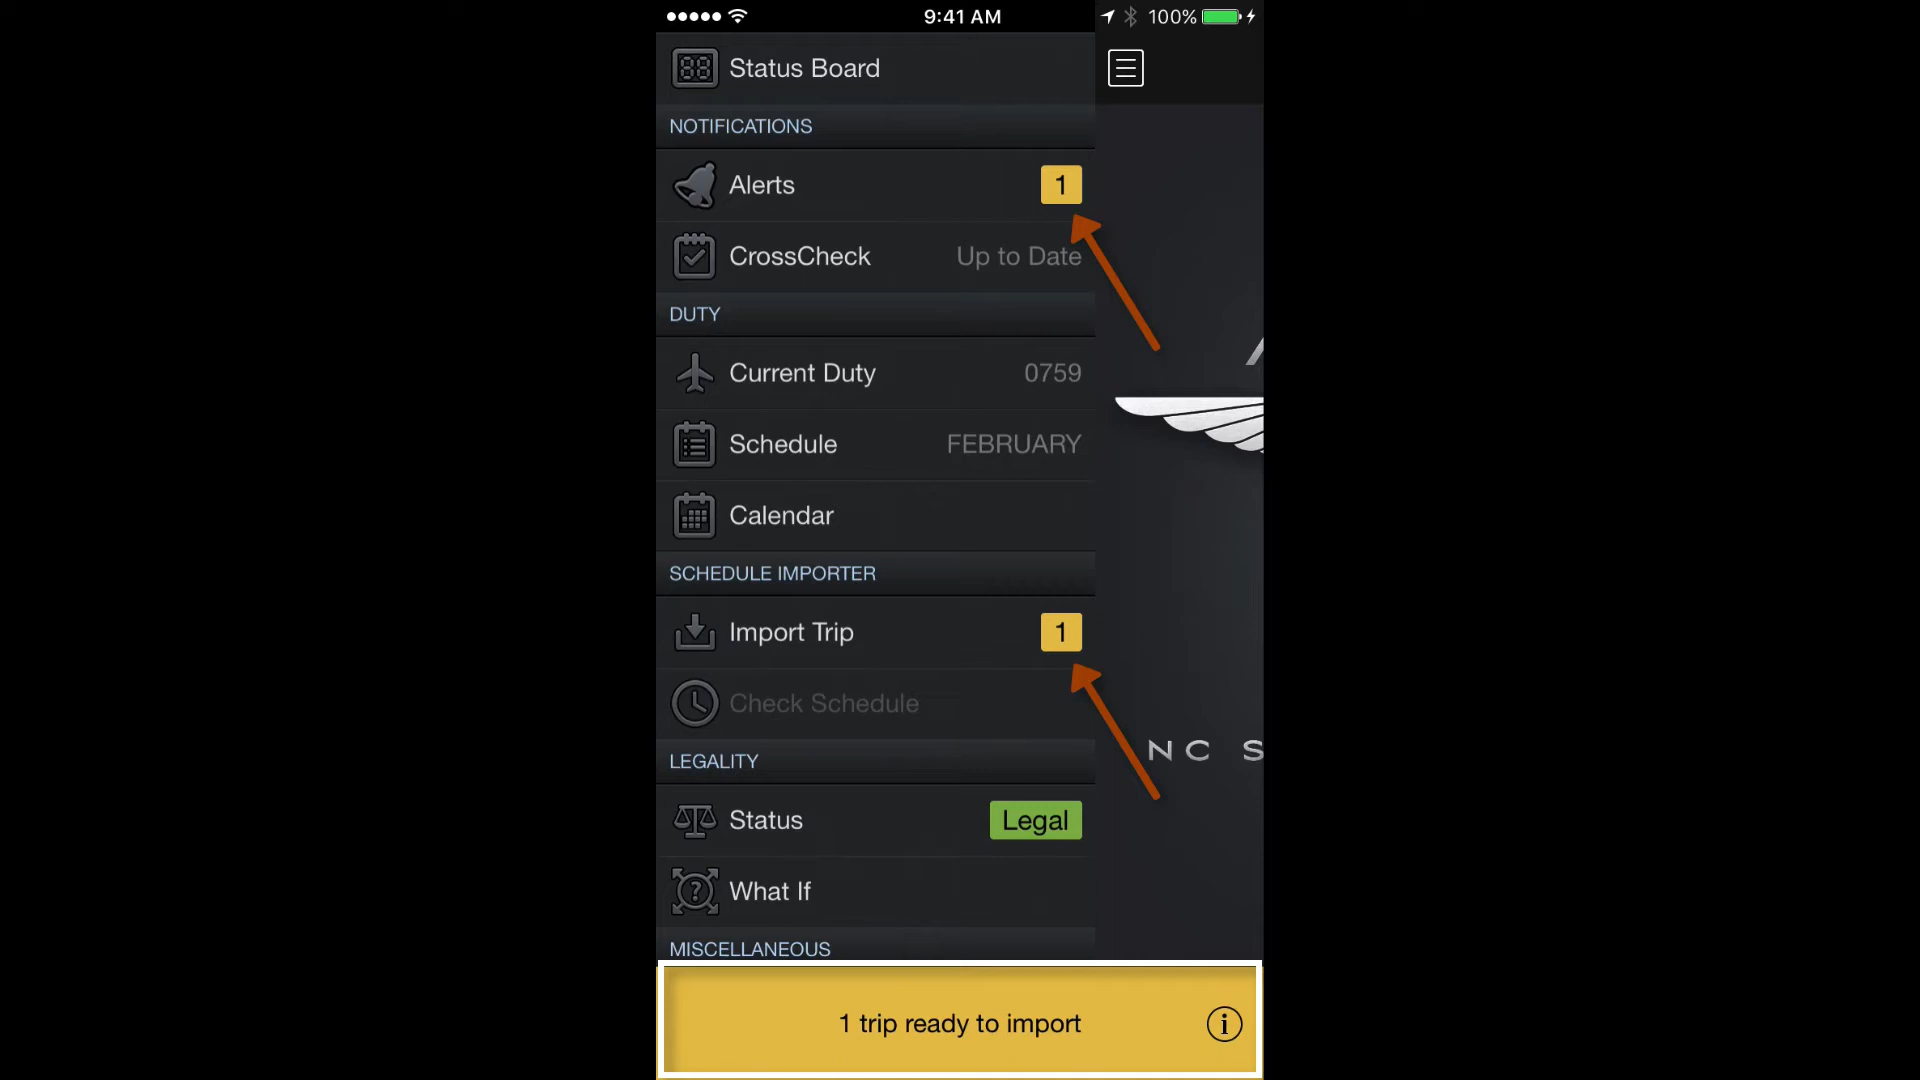 9:41 AM
100%
Status Board
NOTIFICATIONS
Alerts 1
CrossCheck Up to Date
DUTY
Current Duty 0759
Schedule FEBRUARY
Calendar
SCHEDULE IMPORTER
Import Trip 1
Check Schedule
NC S
LEGALITY
Status Legal
What If
MISCELLANEOUS
1 trip ready to import